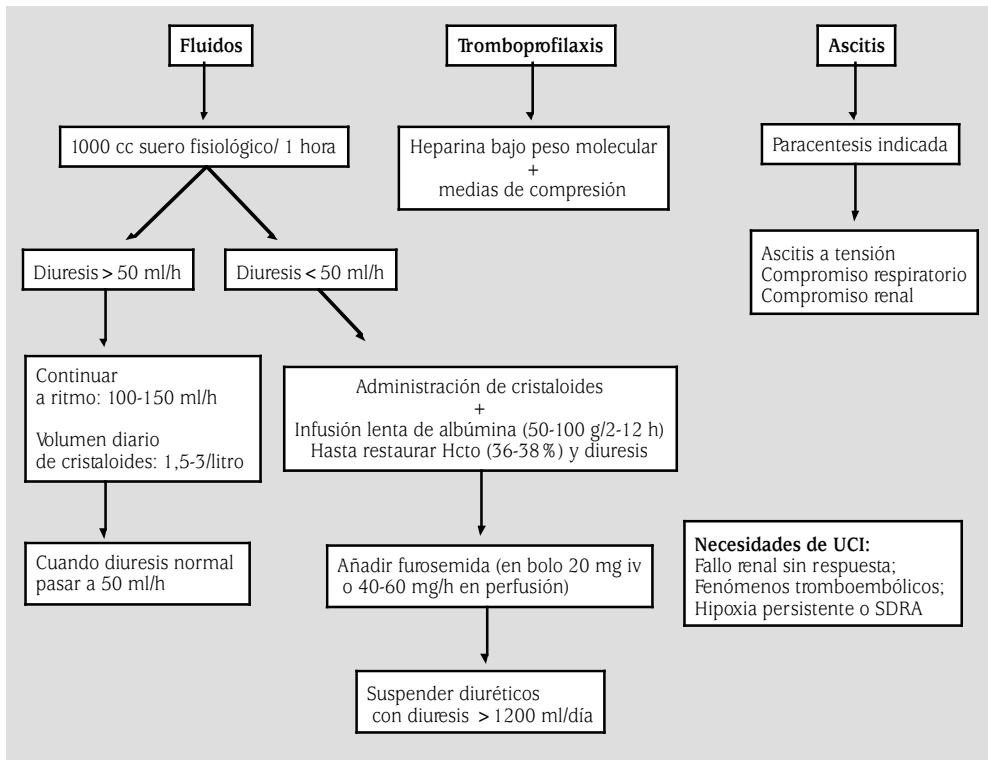 Fluidos
1000 cc suero fisiológico/ 1 hora
Diuresis > 50 ml/h
Diuresis < 50 ml/h
Continuar
a ritmo: 100-150 ml/h
Volumen diario
de cristaloides: 1,5-3/litro
Cuando diuresis normal
pasar a 50 ml/h
Administración de cristaloides
+
Infusión lenta de albúmina (50-100 g/2-12 h)
Hasta restaurar Hcto (36-38%) y diuresis
Añadir furosemida (en bolo 20 mg iv
o 40-60 mg/h en perfusión)
Suspender diuréticos
con diuresis > 1200 ml/día
Tromboprofilaxis
Heparina bajo peso molecular
+
medias de compresión
Ascitis
Paracentesis indicada
Ascitis a tensión
Compromiso respiratorio
Compromiso renal
Necesidades de UCI:
Fallo renal sin respuesta;
Fenómenos tromboembólicos;
Hipoxia persistente o SDRA